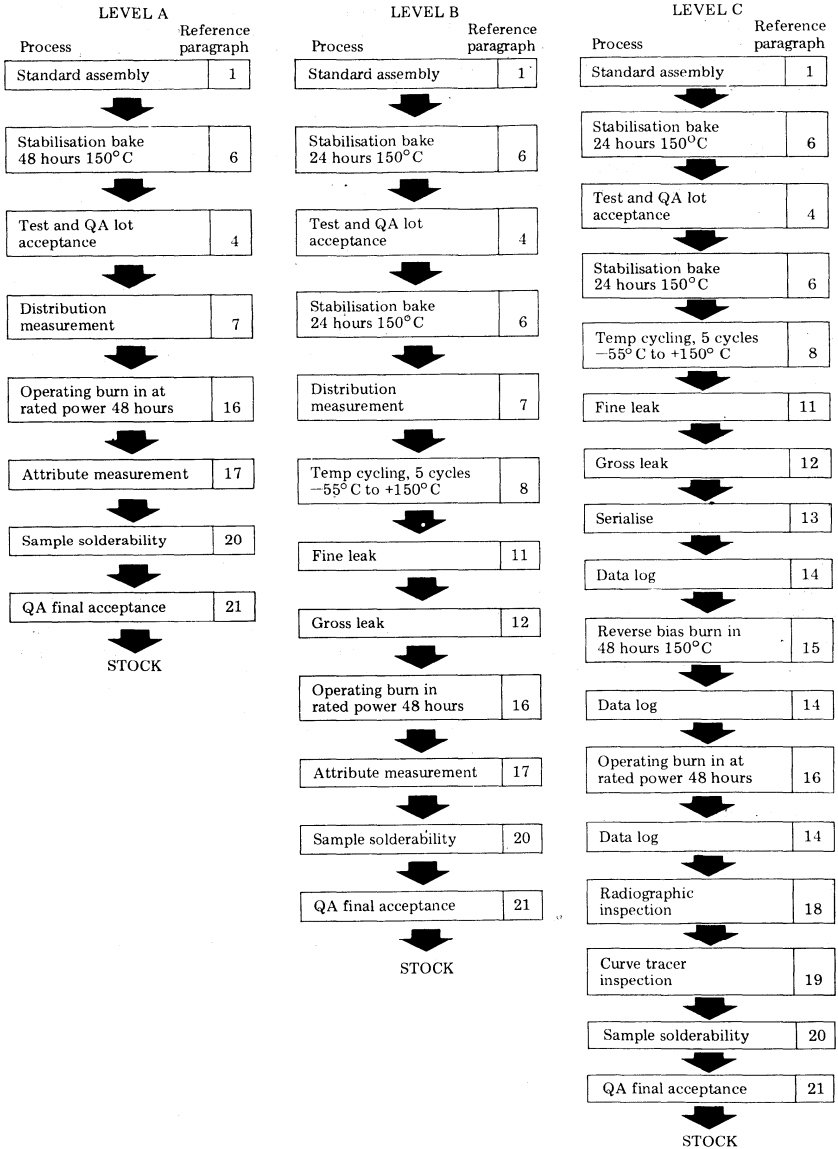 LEVEL A
Reference
Process paragraph
Standard assembly 1
Stabilisation bake
48 hours 150°C 6
Test and QA lot
acceptance 4
Distribution
measurement 7
Operating burn in at
rated power 48 hours 16
Attribute measurement 17
Sample solderability 20
QA final acceptance 21
STOCK
LEVEL B
Reference
Process paragraph
Standard assembly 1
Stabilisation bake
24 hours 150°C 6
Test and QA lot
acceptance 4
Stabilisation bake
24 hours 150°C 6
Distribution
measurement 7
Temp cycling, 5 cycles
−55°C to +150°C 8
Fine leak 11
Gross leak 12
Operating burn in
rated power 48 hours 16
Attribute measurement 17
Sample solderability 20
QA final acceptance 21
STOCK
LEVEL C
Reference
Process paragraph
Standard assembly 1
Stabilisation bake
24 hours 150°C 6
Test and QA lot
acceptance 4
Stabilisation bake
24 hours 150°C 6
Temp cycling, 5 cycles
−55°C to +150° C 8
Fine leak 11
Gross leak 12
Serialise 13
Data log 14
Reverse bias burn in
48 hours 150°C 15
Data log 14
Operating burn in at
rated power 48 hours 16
Data log 14
Radiographic
inspection 18
Curve tracer
inspection 19
Sample solderability 20
QA final acceptance 21
STOCK